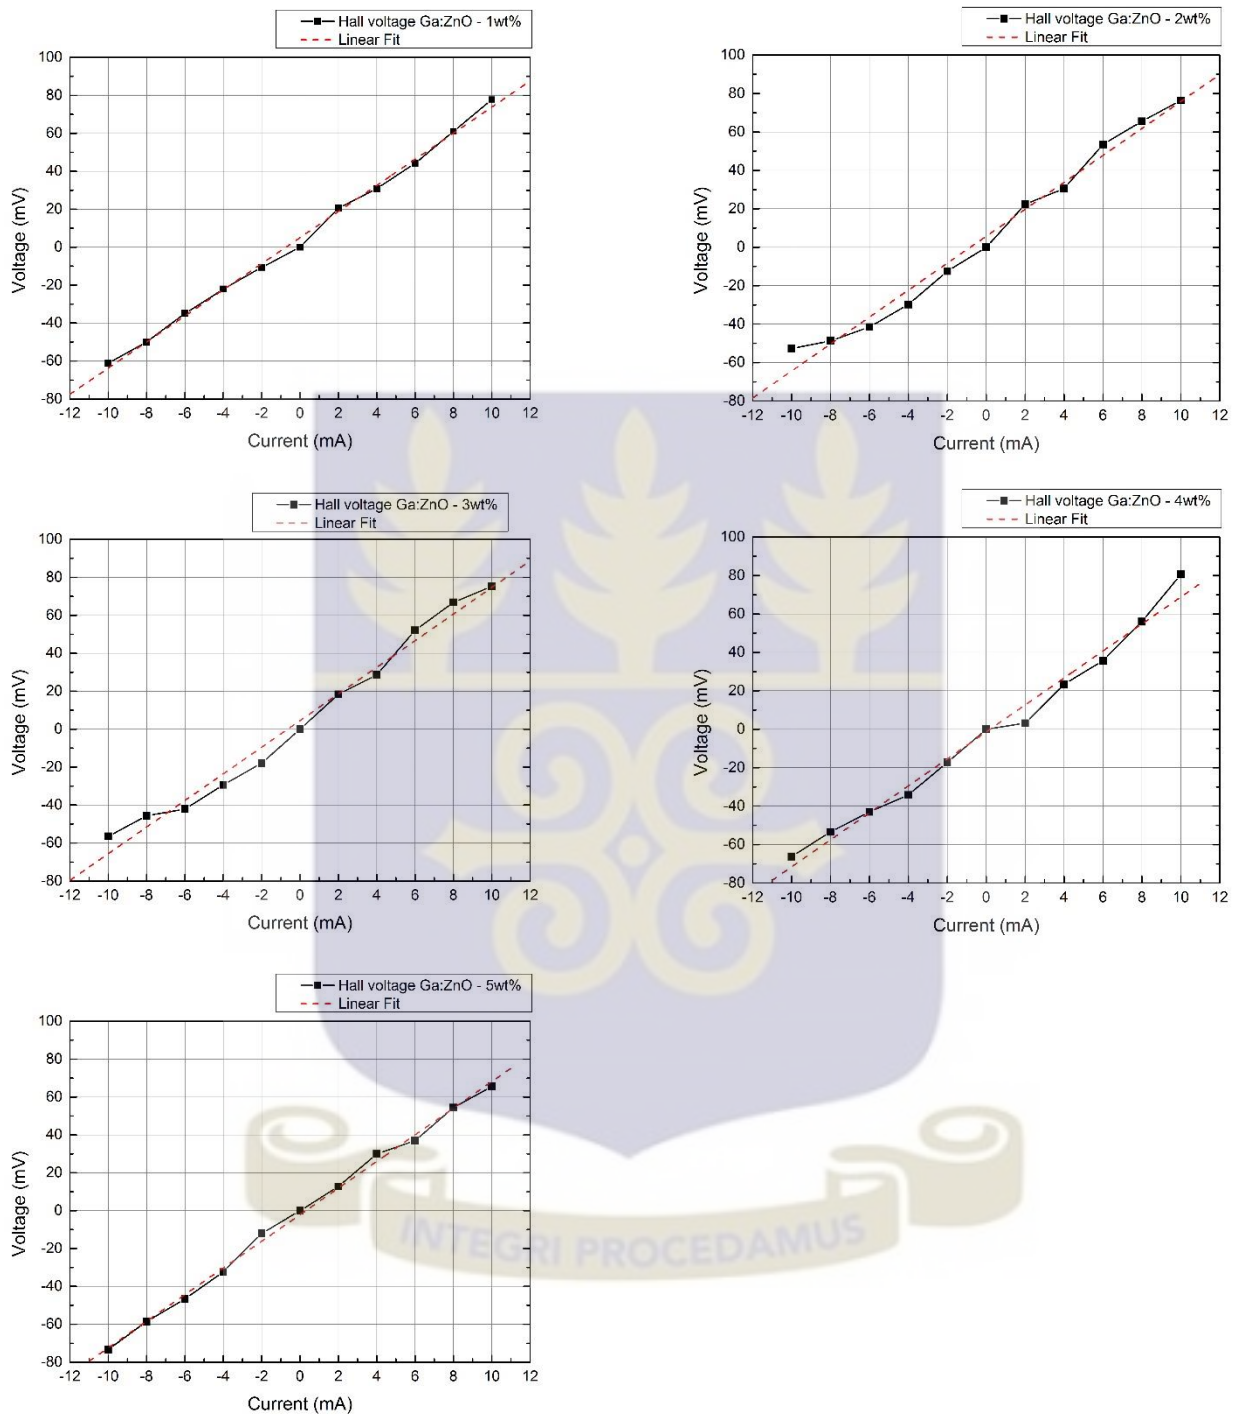 Hall voltage Ga:ZnO - 1wt%
Linear Fit
100
80
60
40
20
0
-20
-40
-60
-80
-12 -10 -8 -6 -4 -2 0 2 4 6 8 10 12
Voltage (mV)
Current (mA)
Hall voltage Ga:ZnO - 2wt%
Linear Fit
100
80
60
40
20
0
-20
-40
-60
-80
-12 -10 -8 -6 -4 -2 0 2 4 6 8 10 12
Voltage (mV)
Current (mA)
Hall voltage Ga:ZnO - 3wt%
Linear Fit
100
80
60
40
20
0
-20
-40
-60
-80
-12 -10 -8 -6 -4 -2 0 2 4 6 8 10 12
Voltage (mV)
Current (mA)
Hall voltage Ga:ZnO - 4wt%
Linear Fit
100
80
60
40
20
0
-20
-40
-60
-80
-12 -10 -8 -6 -4 -2 0 2 4 6 8 10 12
Voltage (mV)
Current (mA)
Hall voltage Ga:ZnO - 5wt%
Linear Fit
100
80
60
40
20
0
-20
-40
-60
-80
-12 -10 -8 -6 -4 -2 0 2 4 6 8 10 12
Voltage (mV)
Current (mA)
INTEGRI PROCEDAMUS